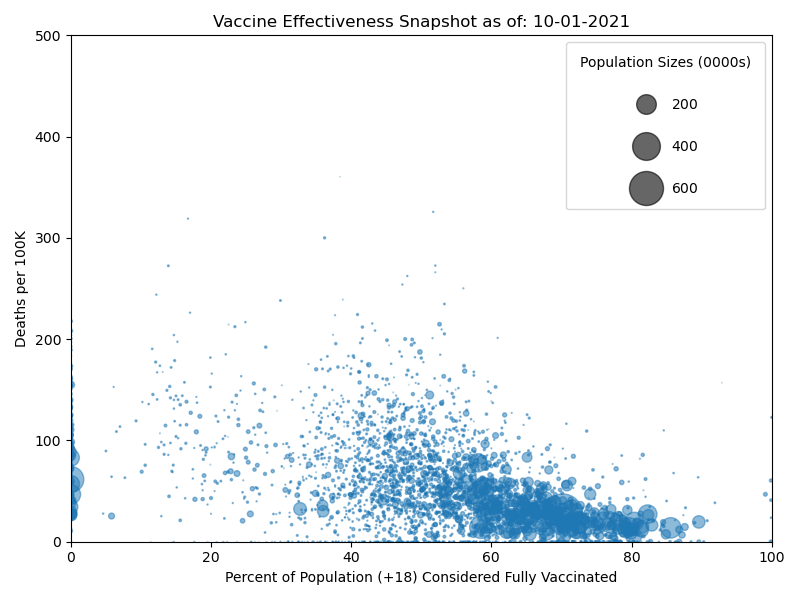 Vaccine Effectiveness Snapshot as of: 10-01-2021
500
400
300
200
100
0
Deaths per 100K
Population Sizes (0000s)
200
400
600
0 20 40 60 80 100
Percent of Population (+18) Considered Fully Vaccinated